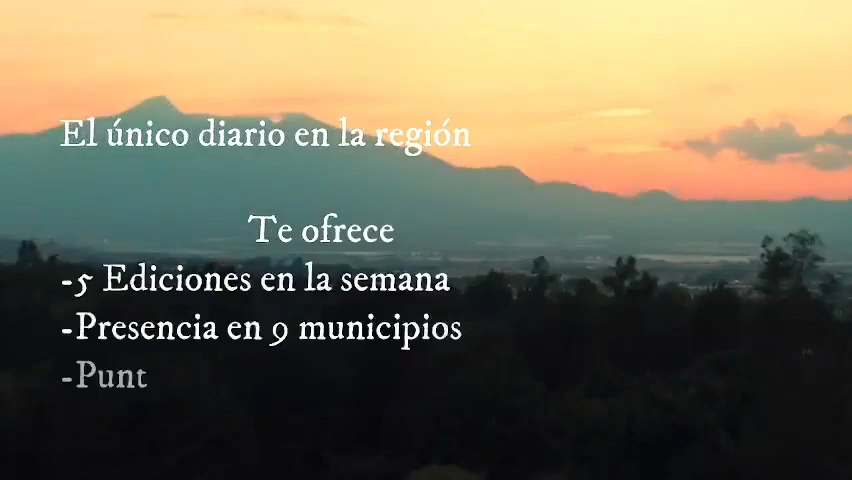 El único diario en la región
Te ofrece
-5 Ediciones en la semana
-Presencia en 9 municipios
-Punt